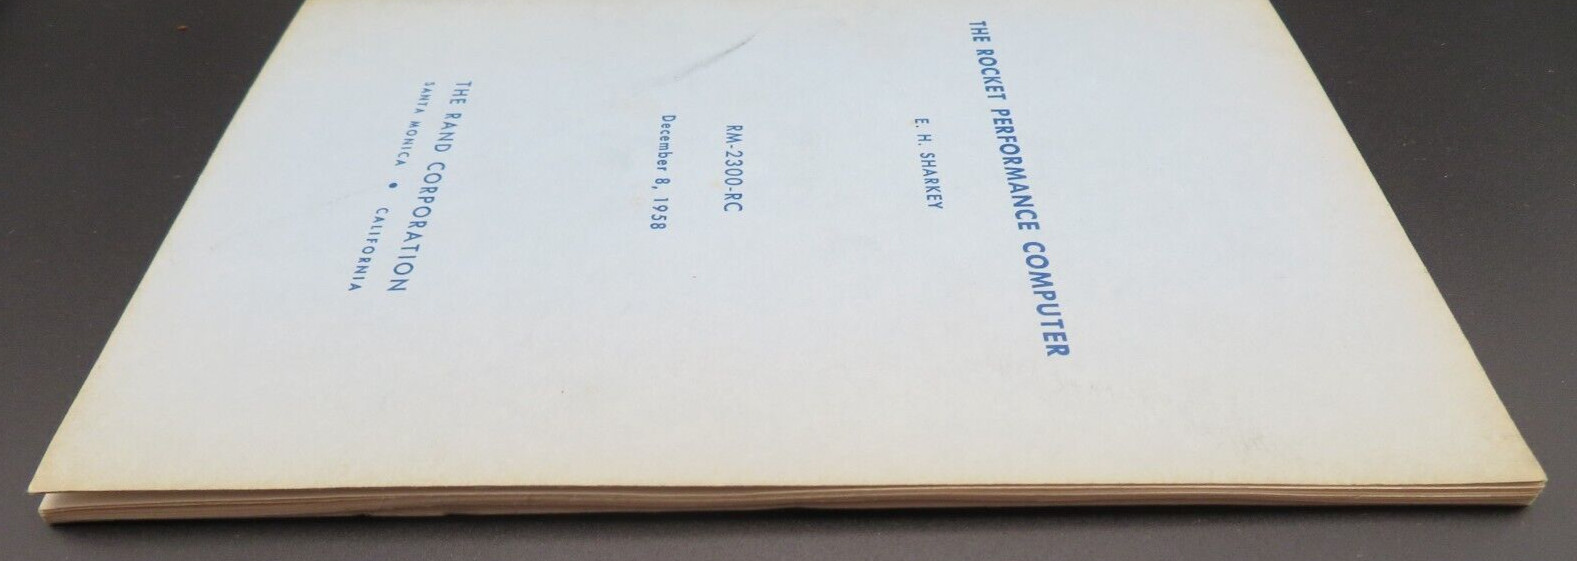 THE ROCKET PERFORMANCE COMPUTER
E. H. SHARKEY
RM-2300-RC
December 8, 1958
THE RAND CORPORATION
SANTA MONICA • CALIFORNIA